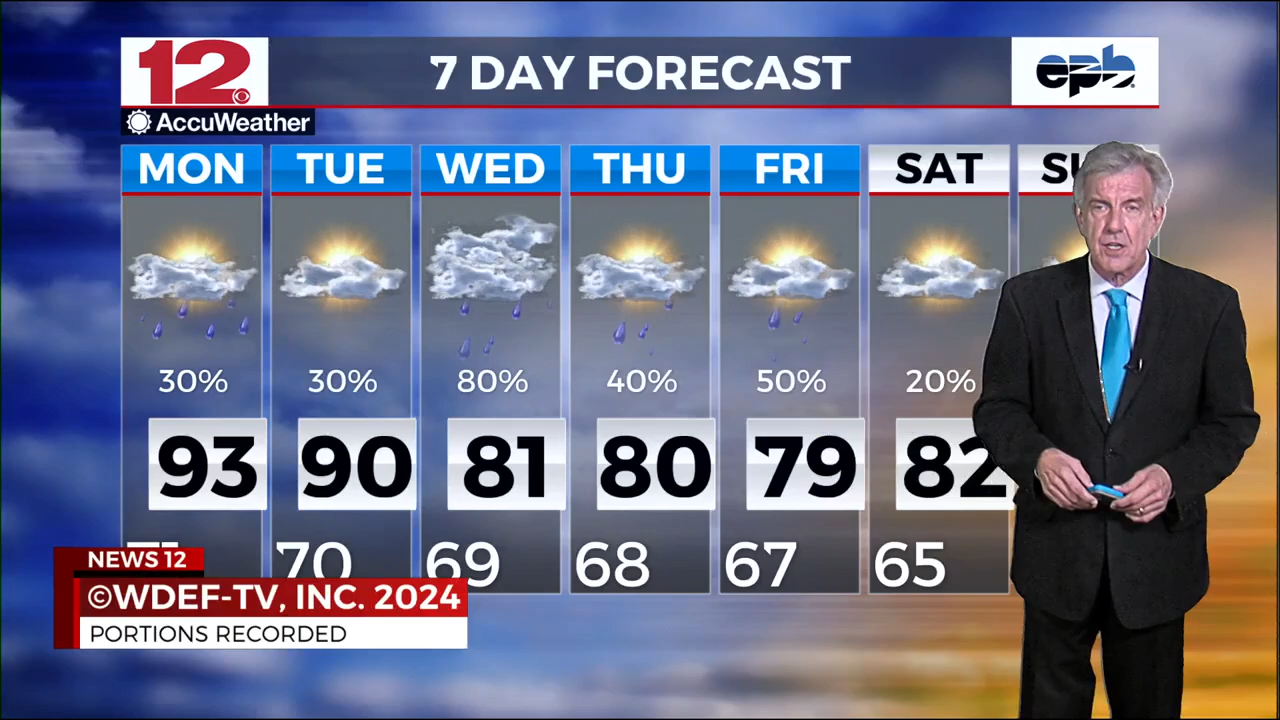 12
7 DAY FORECAST
epb
AccuWeather
MON TUE WED THU FRI SAT
30% 30% 80% 40% 50% 20%
93 90 81 80 79 82
71 70 69 68 67 65
NEWS 12
©WDEF-TV, INC. 2024
PORTIONS RECORDED